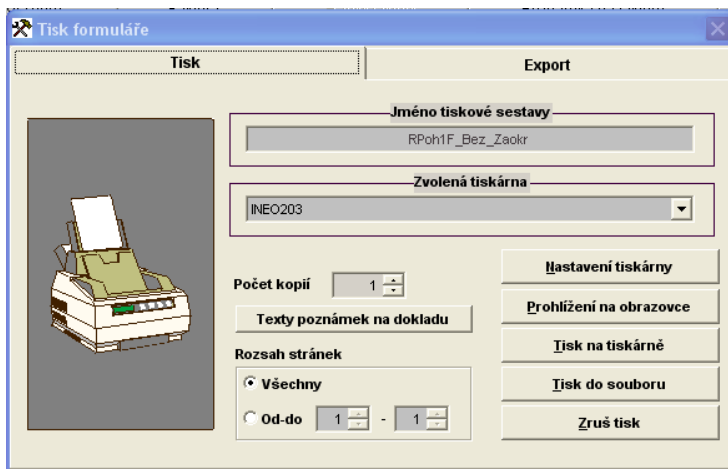 Tisk formuláře
Tisk
Export
Jméno tiskové sestavy
RPoh1F_Bez_Zaokr
Zvolená tiskárna
INEO203
Počet kopií
1
Texty poznámek na dokladu
Rozsah stránek
Všechny
Od-do 1 - 1
Nastavení tiskárny
Prohlížení na obrazovce
Tisk na tiskárně
Tisk do souboru
Zruš tisk